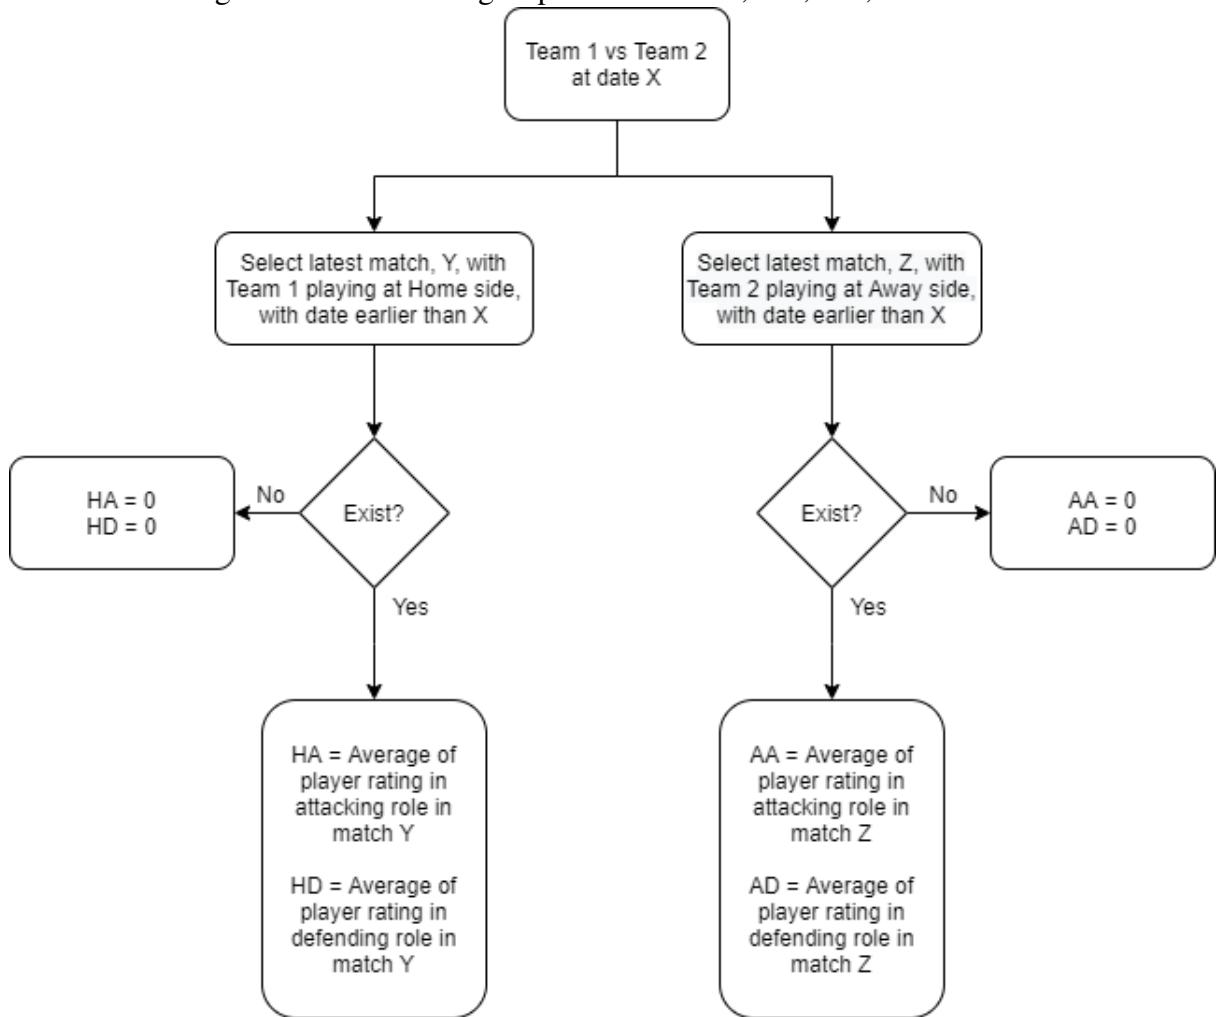 Team 1 vs Team 2
at date X
Select latest match, Y, with
Team 1 playing at Home side,
with date earlier than X
Select latest match, Z, with
Team 2 playing at Away side,
with date earlier than X
HA = 0
HD = 0
No
Exist?
Yes
Exist?
No
AA = 0
AD = 0
Yes
HA = Average of
player rating in
attacking role in
match Y
HD = Average of
player rating in
defending role in
match Y
AA = Average of
player rating in
attacking role in
match Z
AD = Average of
player rating in
defending role in
match Z